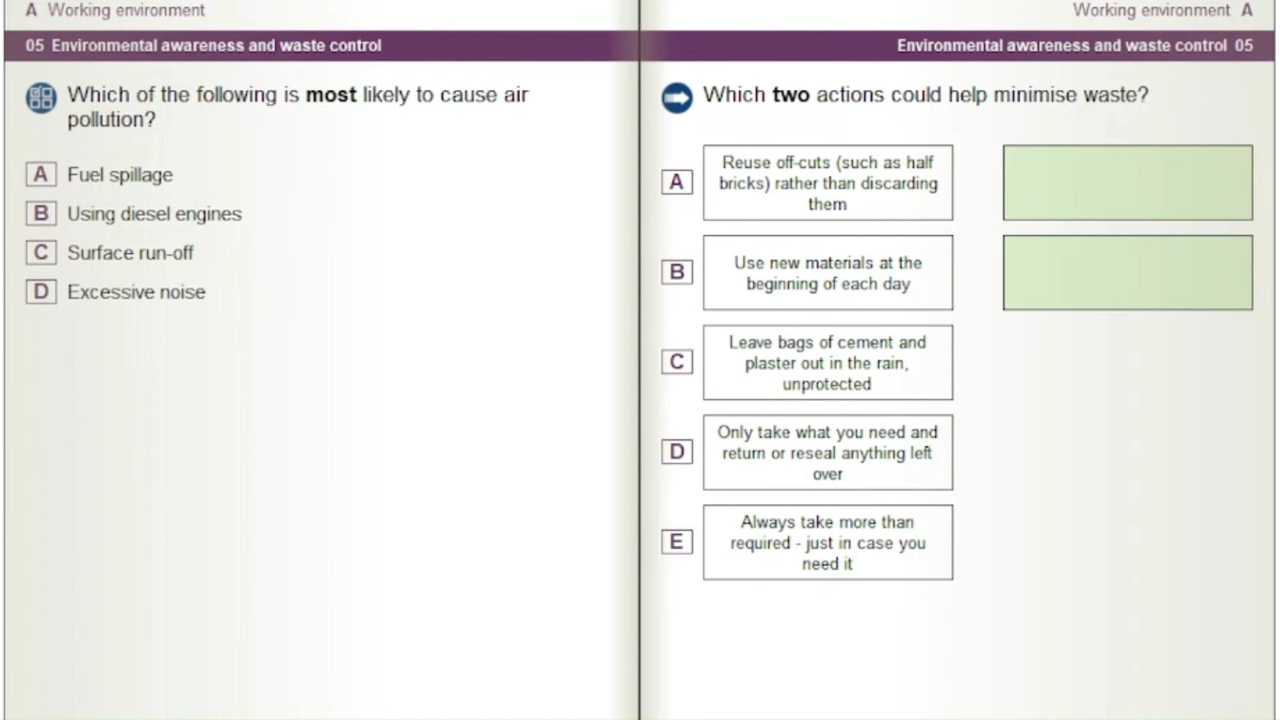 A Working environment
05 Environmental awareness and waste control
Which of the following is most likely to cause air
pollution?
A Fuel spillage
B Using diesel engines
C Surface run-off
D Excessive noise
Working environment A
Environmental awareness and waste control 05
Which two actions could help minimise waste?
A
Reuse off-cuts (such as half
bricks) rather than discarding
them
B
Use new materials at the
beginning of each day
C
Leave bags of cement and
plaster out in the rain,
unprotected
D
Only take what you need and
return or reseal anything left
over
E
Always take more than
required - just in case you
need it